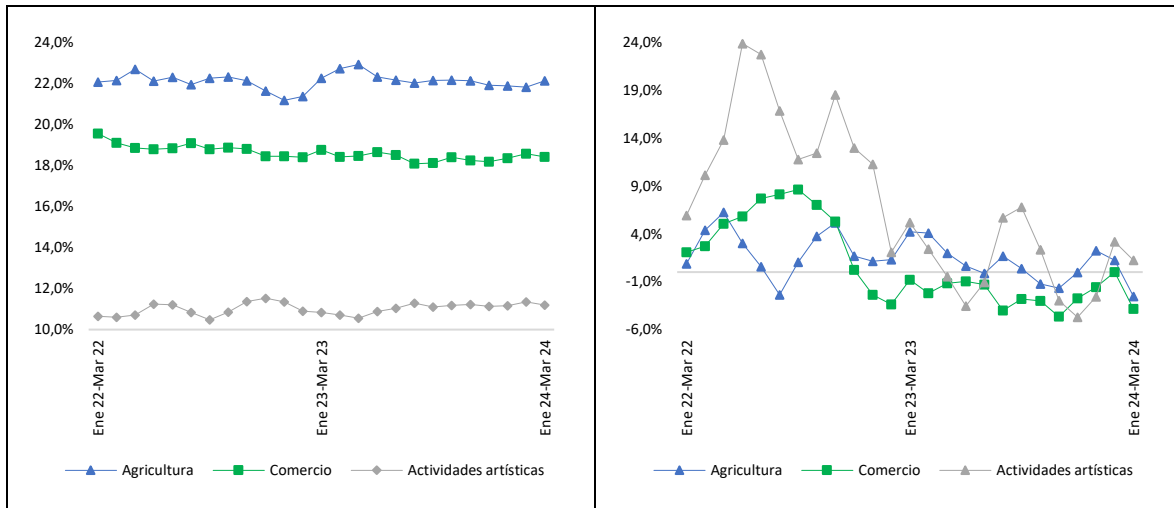 24,0%
22,0%
20,0%
18,0%
16,0%
14,0%
12,0%
10,0%
Ene 22-Mar 22
Ene 23-Mar 23
Ene 24-Mar 24
Agricultura Comercio Actividades artísticas
24,0%
19,0%
14,0%
9,0%
4,0%
-1,0%
-6,0%
Ene 22-Mar 22
Ene 23-Mar 23
Ene 24-Mar 24
Agricultura Comercio Actividades artísticas